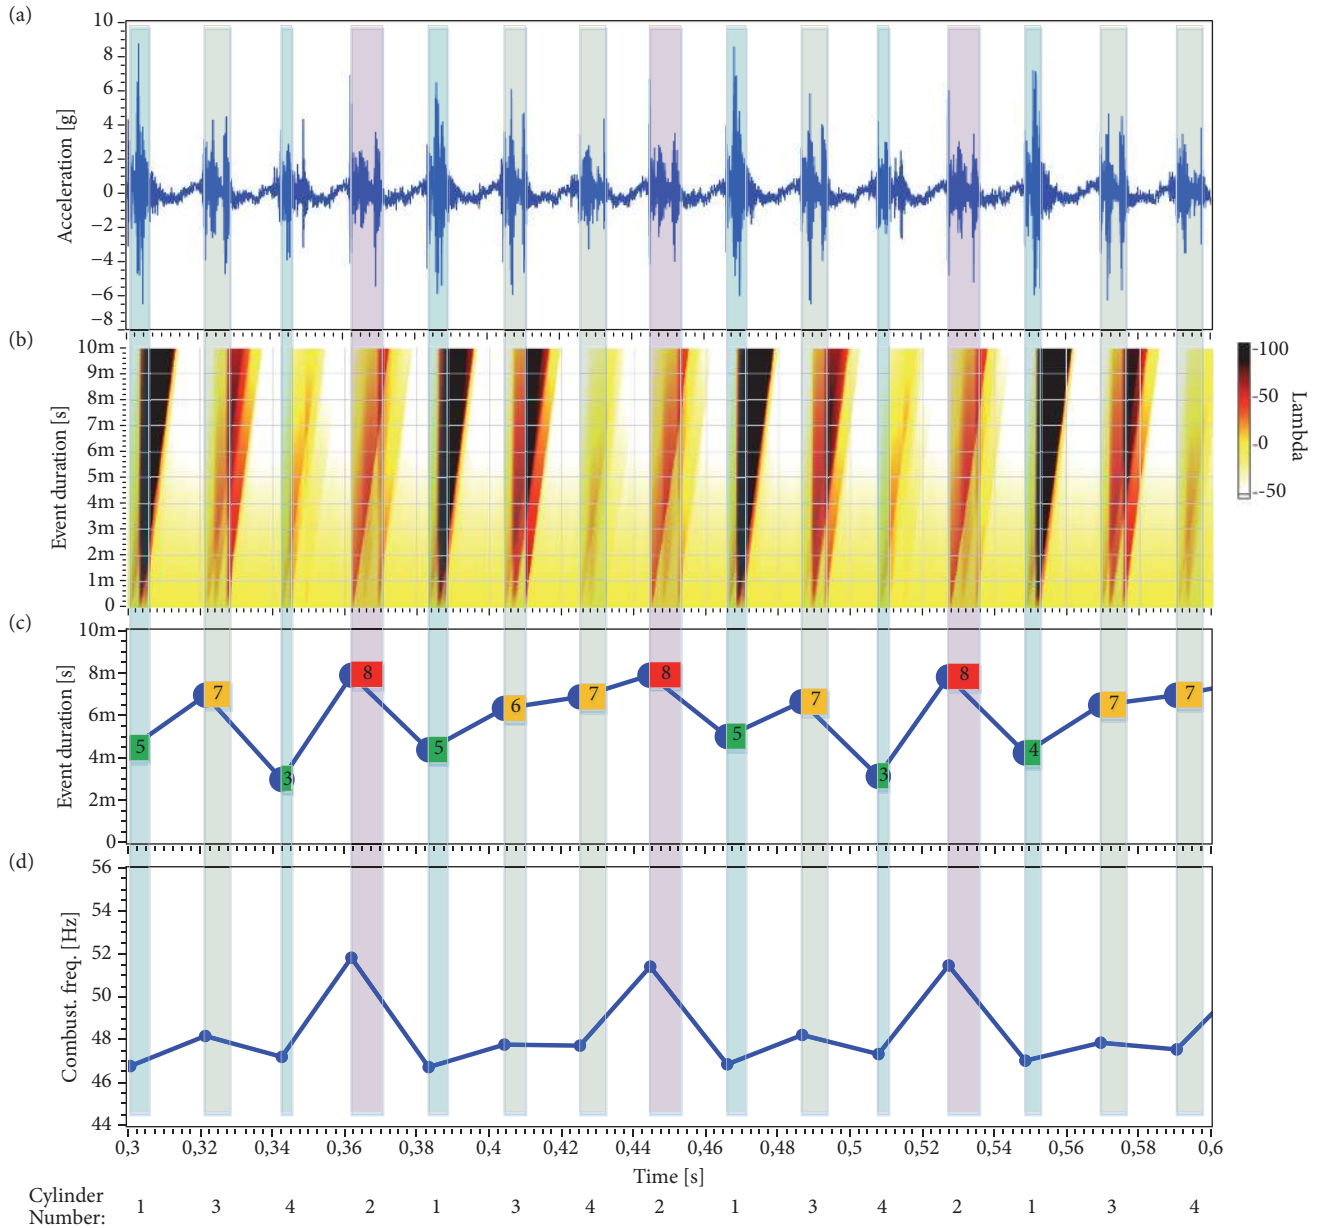 (a)
Acceleration [g]
10
8
6
4
2
0
−2
−4
−6
−8
(b)
Event duration [s]
10m
9m
8m
7m
6m
5m
4m
3m
2m
1m
0
-100
-50
-0
-50
Lambda
(c)
Event duration [s]
10m
8m
6m
4m
2m
0
5 7 3 8 5 6 7 8 5 7 3 8 4 7 7
(d)
Combust. freq. [Hz]
56
54
52
50
48
46
44
0,3 0,32 0,34 0,36 0,38 0,4 0,42 0,44 0,46 0,48 0,5 0,52 0,54 0,56 0,58 0,6
Time [s]
Cylinder
Number:
1 3 4 2 1 3 4 2 1 3 4 2 1 3 4